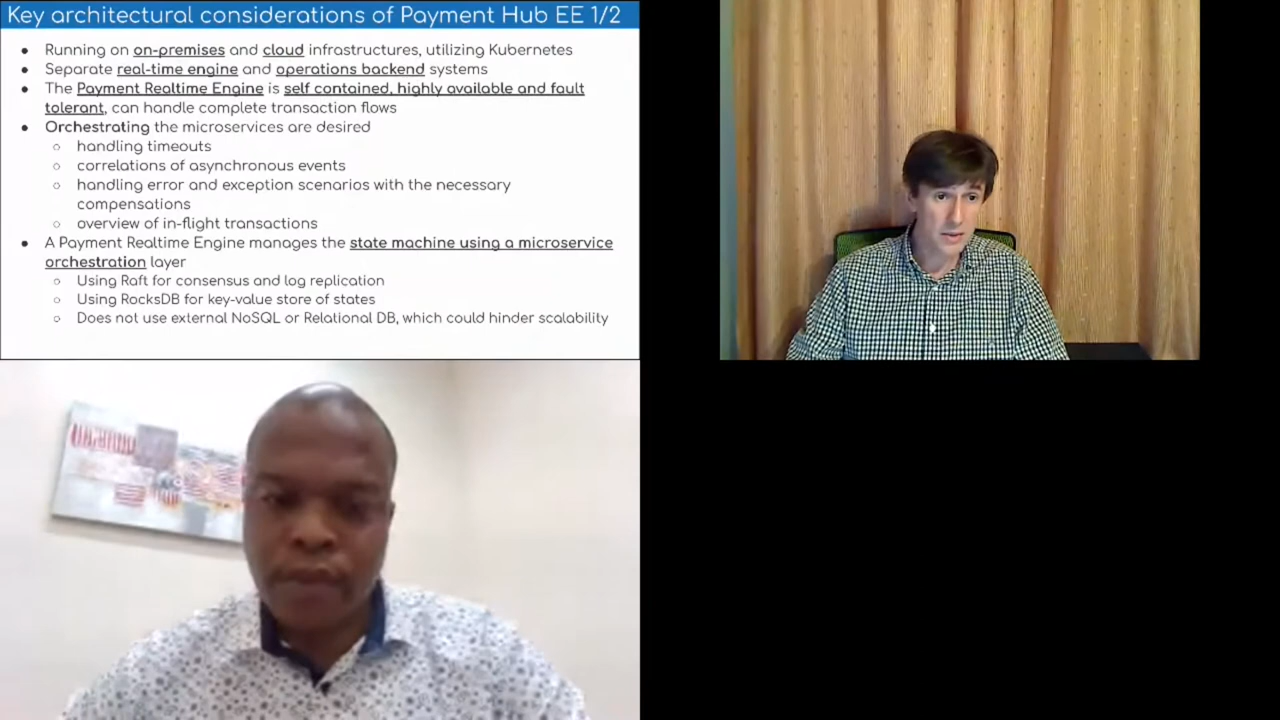 Key architectural considerations of Payment Hub EE 1/2
● Running on on-premises and cloud infrastructures, utilizing Kubernetes
● Separate real-time engine and operations backend systems
● The Payment Realtime Engine is self contained, highly available and fault
tolerant, can handle complete transaction flows
● Orchestrating the microservices are desired
○ handling timeouts
○ correlations of asynchronous events
○ handling error and exception scenarios with the necessary
compensations
○ overview of in-flight transactions
● A Payment Realtime Engine manages the state machine using a microservice
orchestration layer
○ Using Raft for consensus and log replication
○ Using RocksDB for key-value store of states
○ Does not use external NoSQL or Relational DB, which could hinder scalability